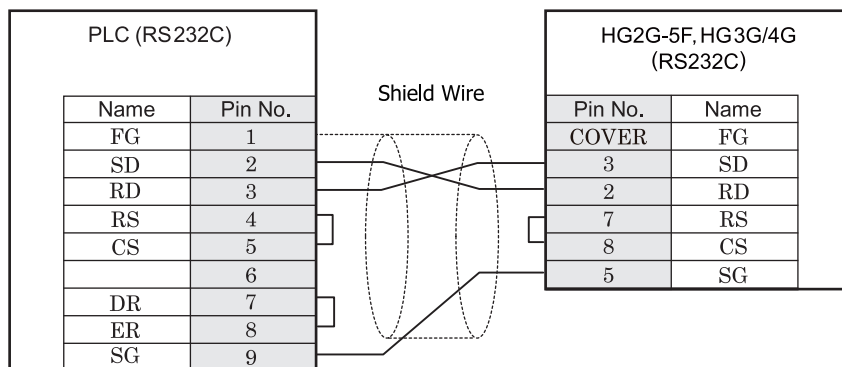 PLC (RS232C)
Name Pin No.
FG 1
SD 2
RD 3
RS 4
CS 5
6
DR 7
ER 8
SG 9
Shield Wire
HG2G-5F, HG3G/4G
(RS232C)
Pin No. Name
COVER FG
3 SD
2 RD
7 RS
8 CS
5 SG